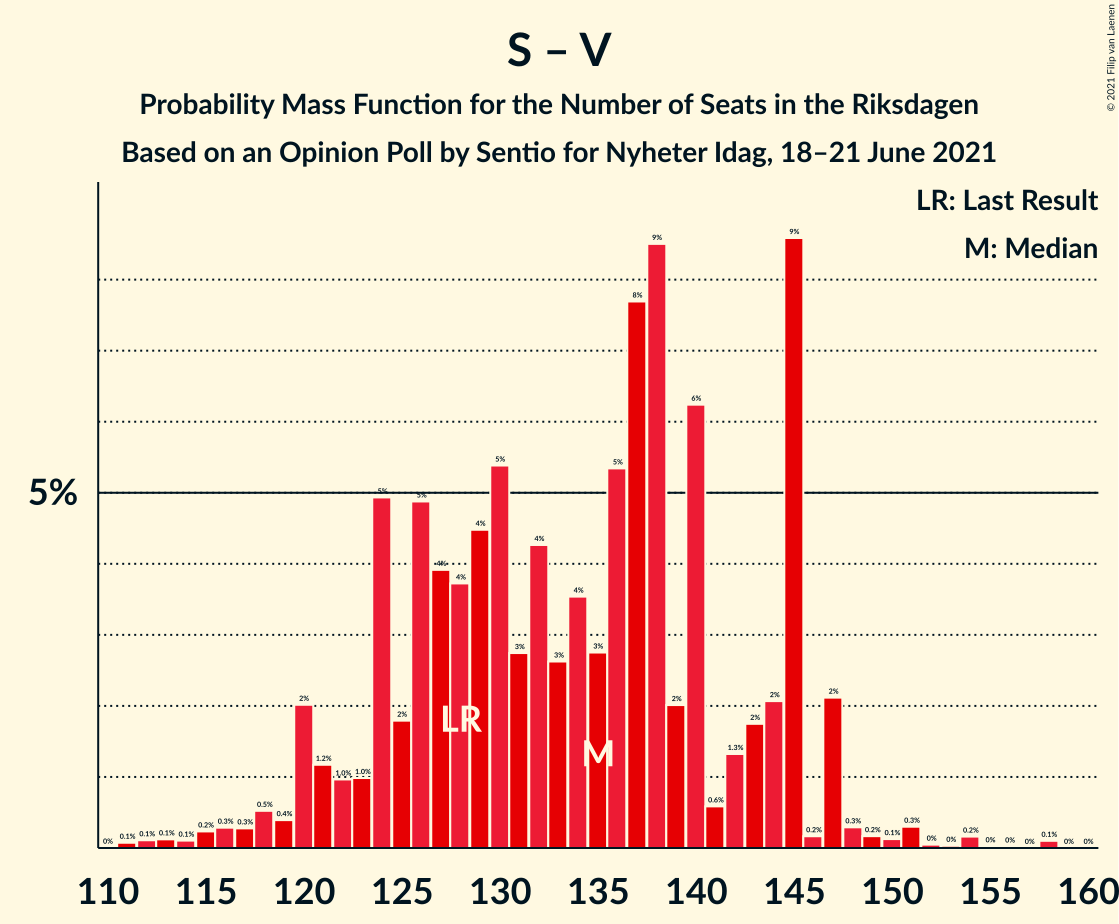 S – V
Probability Mass Function for the Number of Seats in the Riksdagen
Based on an Opinion Poll by Sentio for Nyheter Idag, 18–21 June 2021
© 2021 Filip van Laenen
LR: Last Result
M: Median
5%
0% 0.1% 0.1% 0.1% 0.1% 0.2% 0.3% 0.3% 0.5% 0.4% 2% 1.2% 1.0% 1.0% 5% 2% 5% 4% 4% 4% 5% 3% 4% 3% 4% 3% 5% 8% 9% 2% 6% 0.6% 1.3% 2% 2% 9% 0.2% 2% 0.3% 0.2% 0.1% 0.3% 0% 0% 0.2% 0% 0% 0% 0.1% 0% 0%
LR
M
110 115 120 125 130 135 140 145 150 155 160